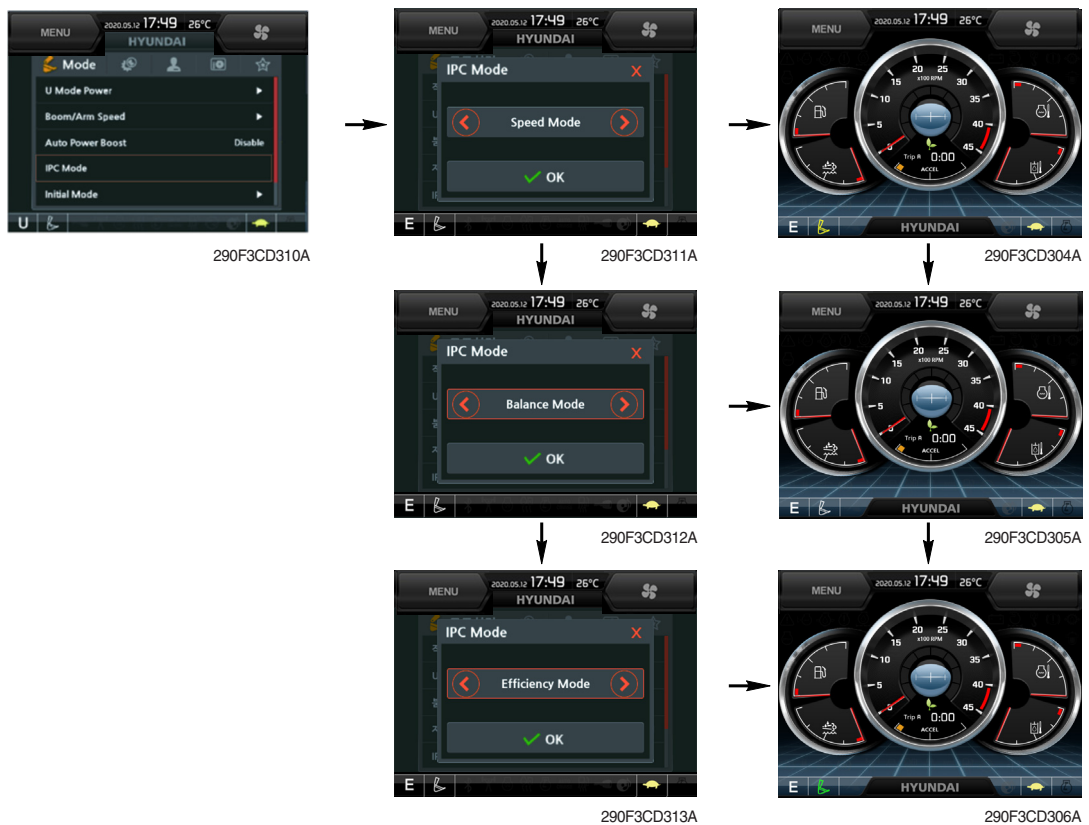 MENU 2020.05.12 17:49 26°C
HYUNDAI
Mode
U Mode Power
Boom/Arm Speed
Auto Power Boost Disable
IPC Mode
Initial Mode
U
290F3CD310A
MENU 2020.05.12 17:49 26°C
HYUNDAI
IPC Mode X
Speed Mode
OK
E
290F3CD311A
MENU 2020.05.12 17:49 26°C
0 5 10 15 20 25 30 35 40 45
x100 RPM
Trip A 0:00
ACCEL
E HYUNDAI
290F3CD304A
MENU 2020.05.12 17:49 26°C
HYUNDAI
IPC Mode X
Balance Mode
OK
E
290F3CD312A
MENU 2020.05.12 17:49 26°C
0 5 10 15 20 25 30 35 40 45
x100 RPM
Trip A 0:00
ACCEL
E HYUNDAI
290F3CD305A
MENU 2020.05.12 17:49 26°C
HYUNDAI
IPC Mode X
Efficiency Mode
OK
E
290F3CD313A
MENU 2020.05.12 17:49 26°C
0 5 10 15 20 25 30 35 40 45
x100 RPM
Trip A 0:00
ACCEL
E HYUNDAI
290F3CD306A